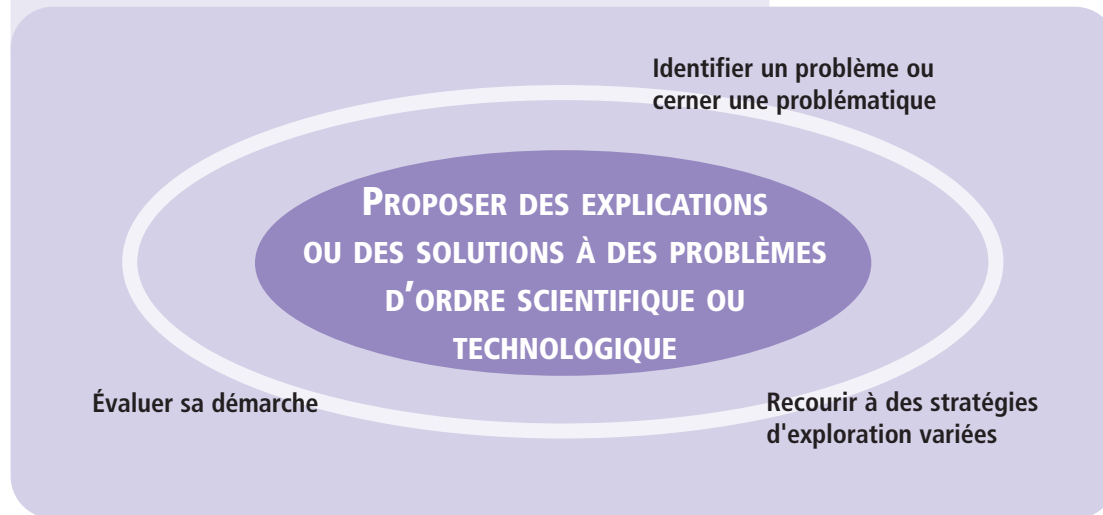 Identifier un problème ou
cerner une problématique
PROPOSER DES EXPLICATIONS
OU DES SOLUTIONS À DES PROBLÈMES
D'ORDRE SCIENTIFIQUE OU
TECHNOLOGIQUE
Évaluer sa démarche
Recourir à des stratégies
d'exploration variées